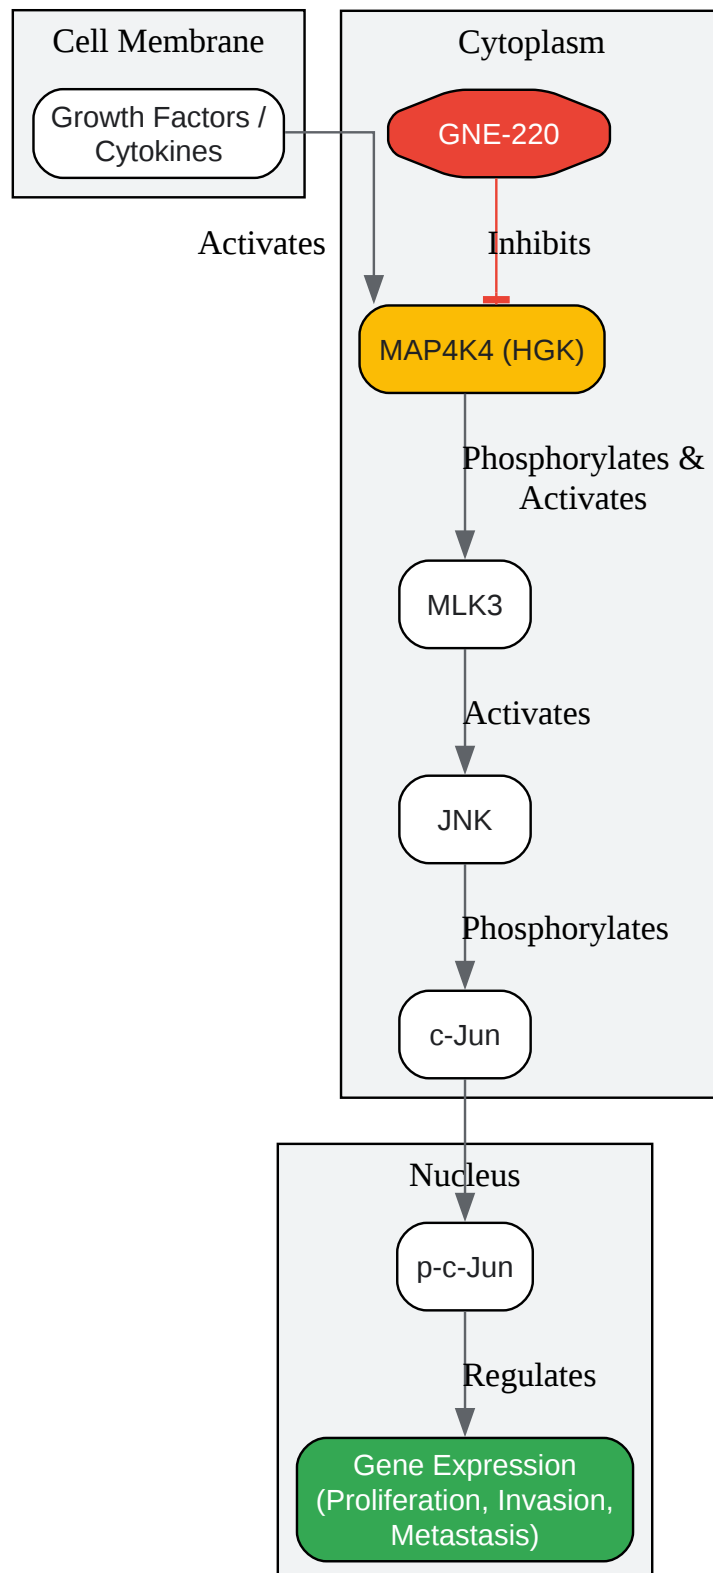 Cell Membrane
Growth Factors /
Cytokines
Cytoplasm
GNE-220
Activates
Inhibits
MAP4K4 (HGK)
Phosphorylates &
Activates
MLK3
Activates
JNK
Phosphorylates
c-Jun
Nucleus
p-c-Jun
Regulates
Gene Expression
(Proliferation, Invasion,
Metastasis)